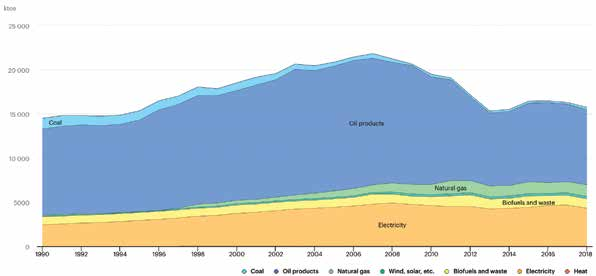 ktoe
25 000
20 000
15 000
10 000
5000
0
Coal
Oil products
Natural gas
Biofuels and waste
Electricity
1990 1992 1994 1996 1998 2000 2002 2004 2006 2008 2010 2012 2014 2016 2018
Coal Oil products Natural gas Wind, solar, etc. Biofuels and waste Electricity Heat